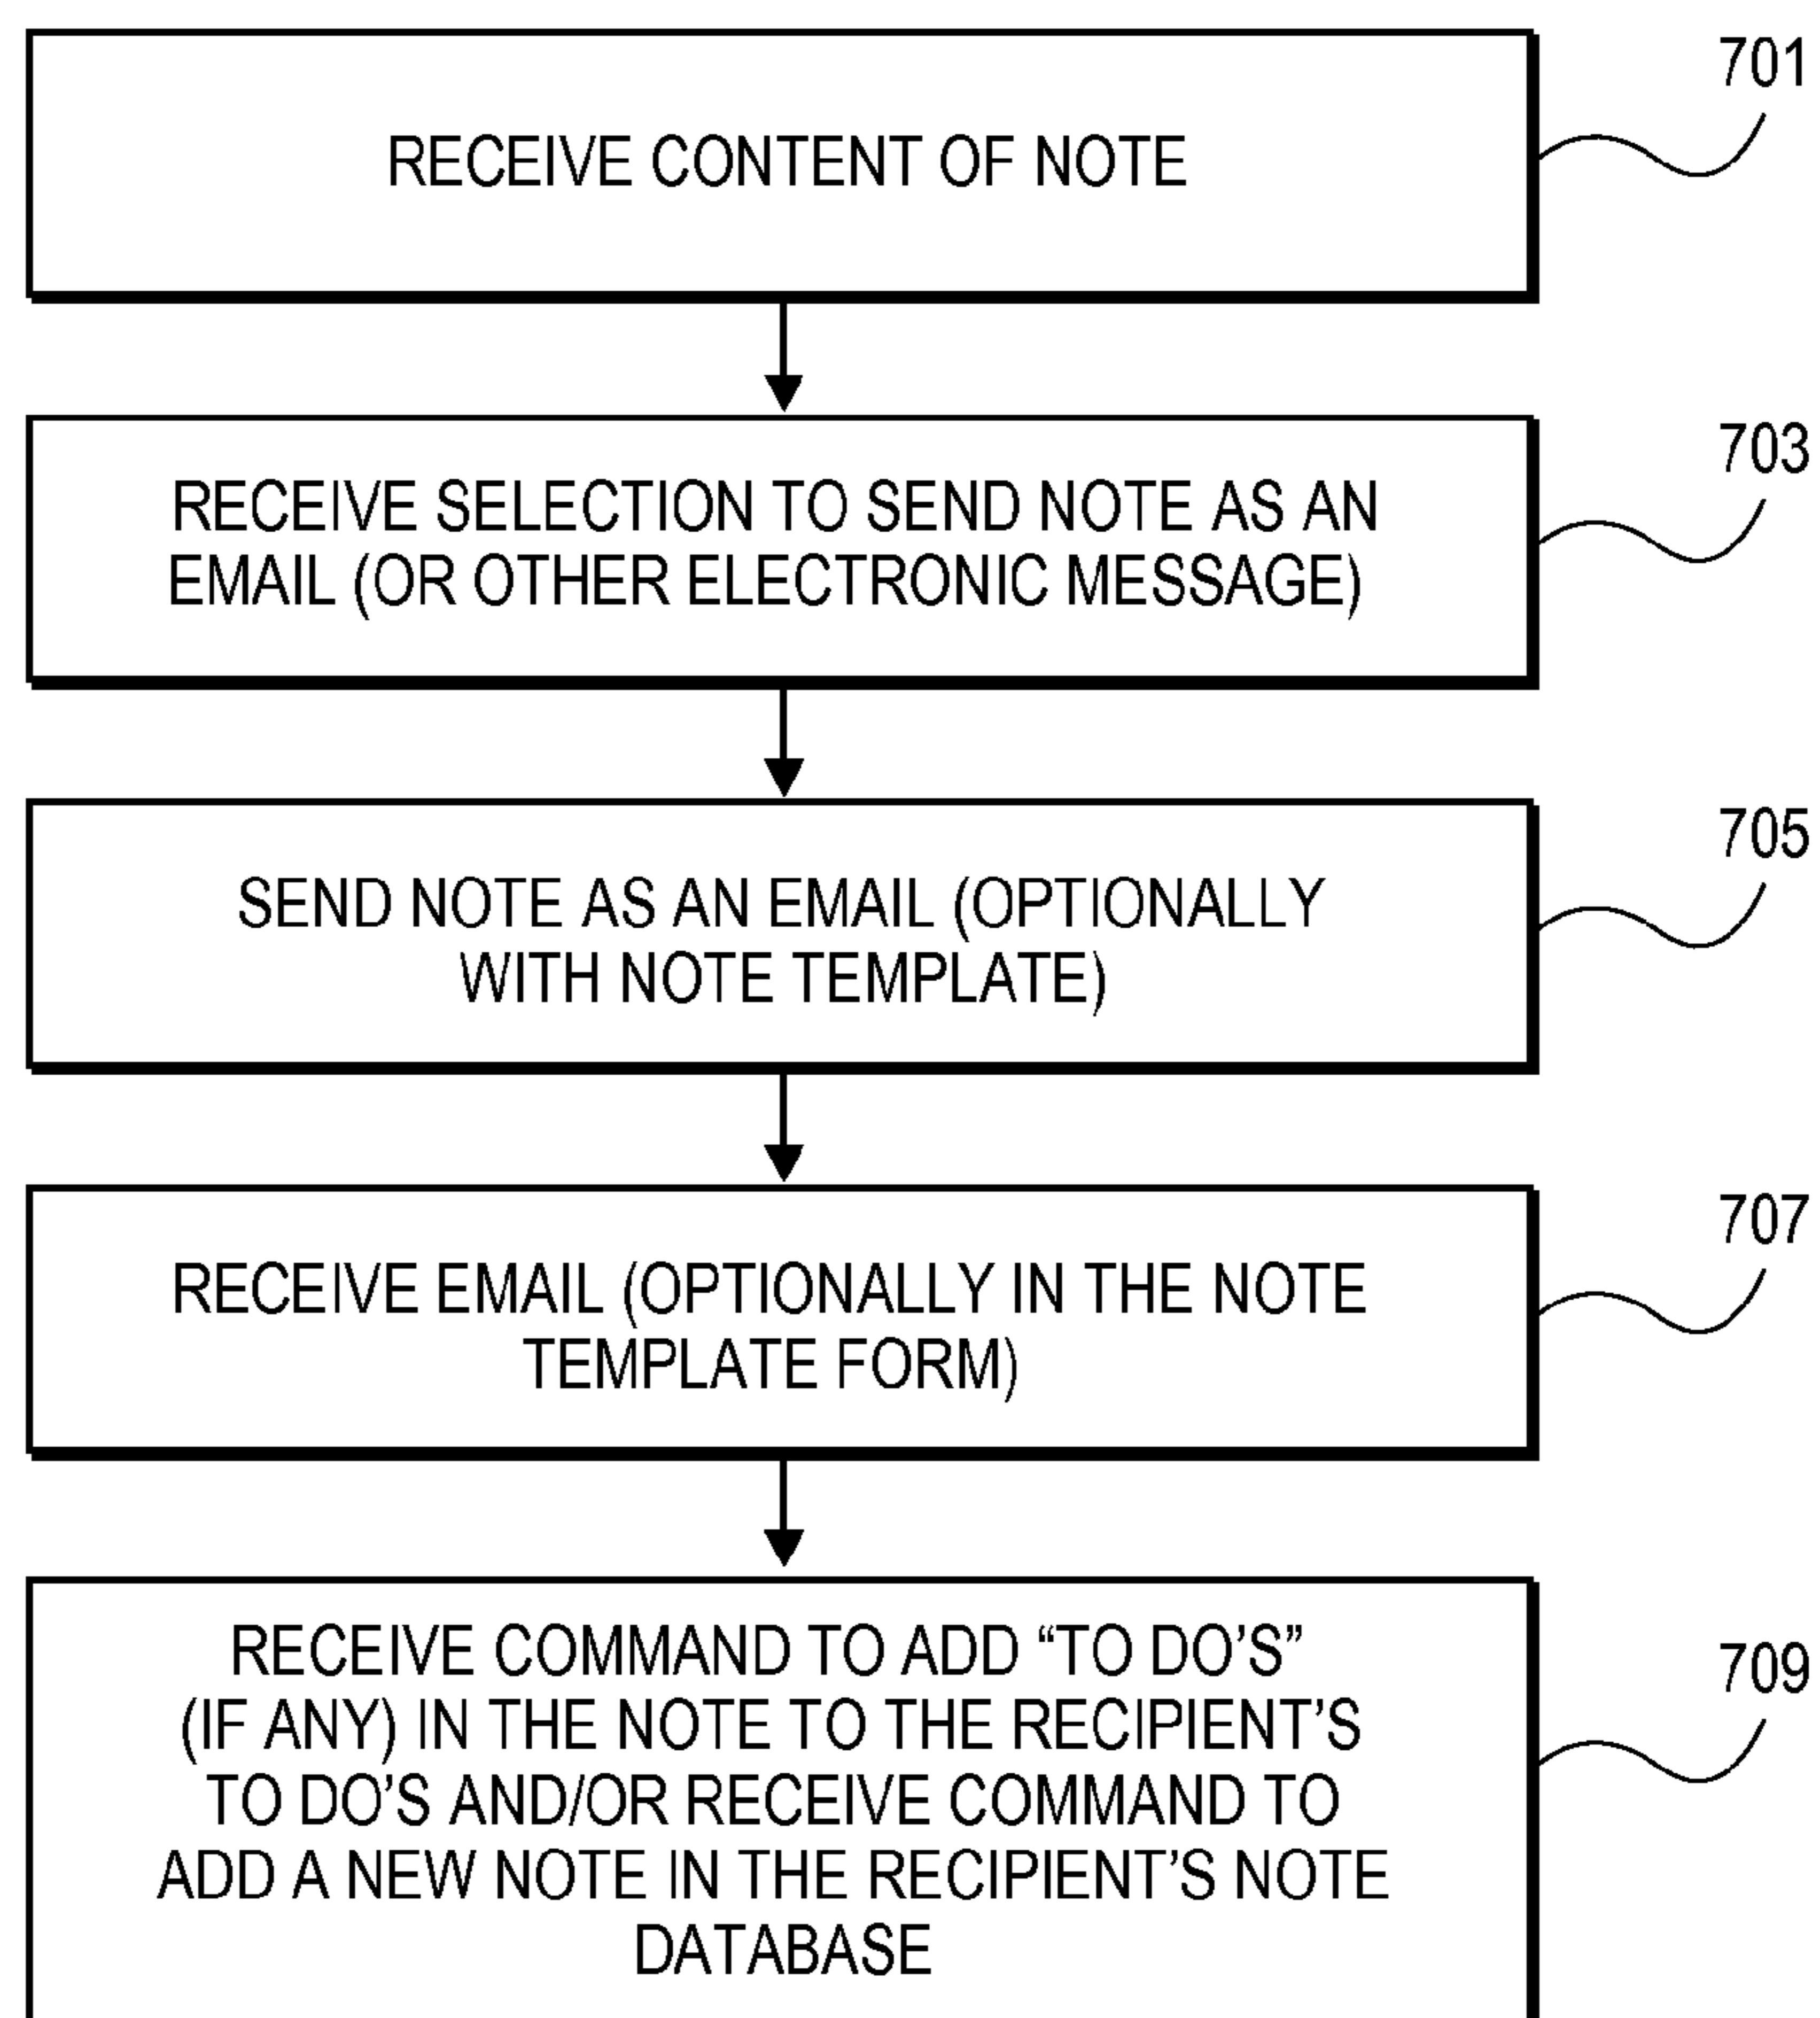 701
RECEIVE CONTENT OF NOTE
703
RECEIVE SELECTION TO SEND NOTE AS AN
EMAIL (OR OTHER ELECTRONIC MESSAGE)
705
SEND NOTE AS AN EMAIL (OPTIONALLY
WITH NOTE TEMPLATE)
707
RECEIVE EMAIL (OPTIONALLY IN THE NOTE
TEMPLATE FORM)
709
RECEIVE COMMAND TO ADD “TO DO’S”
(IF ANY) IN THE NOTE TO THE RECIPIENT’S
TO DO’S AND/OR RECEIVE COMMAND TO
ADD A NEW NOTE IN THE RECIPIENT’S NOTE
DATABASE